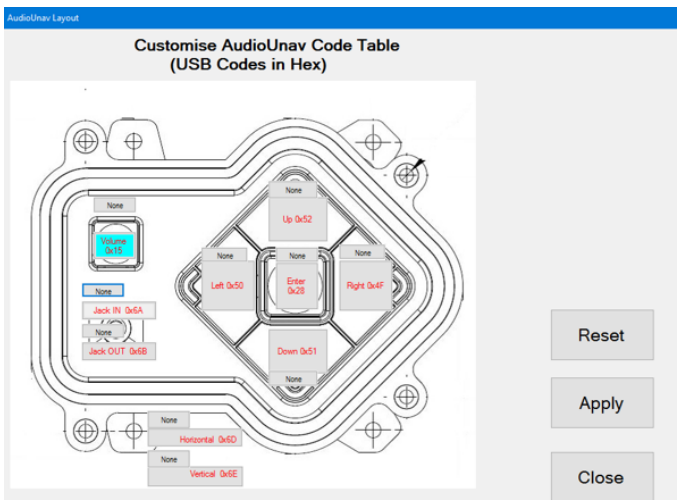 AudioUnav Layout
Customise AudioUnav Code Table
(USB Codes in Hex)
None
Up 0x52
None
Volume
0x15
None
Left 0x50
None
Enter
0x28
None
Right 0x4F
None
Jack IN 0x6A
None
Jack OUT 0x6B
Down 0x51
None
None
Horizontal 0x6D
None
Vertical 0x6E
Reset
Apply
Close